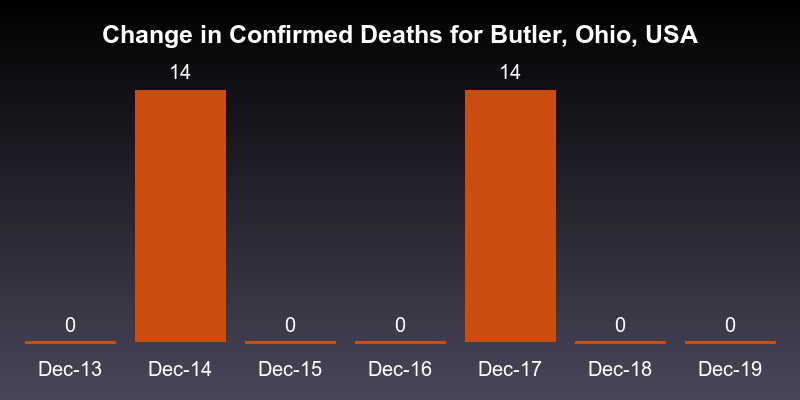 Change in Confirmed Deaths for Butler, Ohio, USA
14 14
0 0 0 0 0
Dec-13 Dec-14 Dec-15 Dec-16 Dec-17 Dec-18 Dec-19